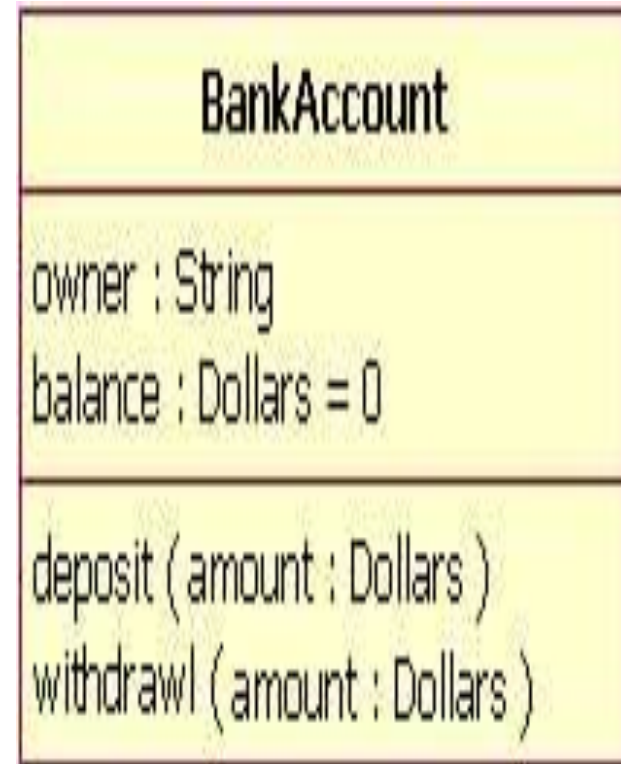 BankAccount
owner : String
balance : Dollars = 0
deposit ( amount : Dollars )
withdrawl ( amount : Dollars )